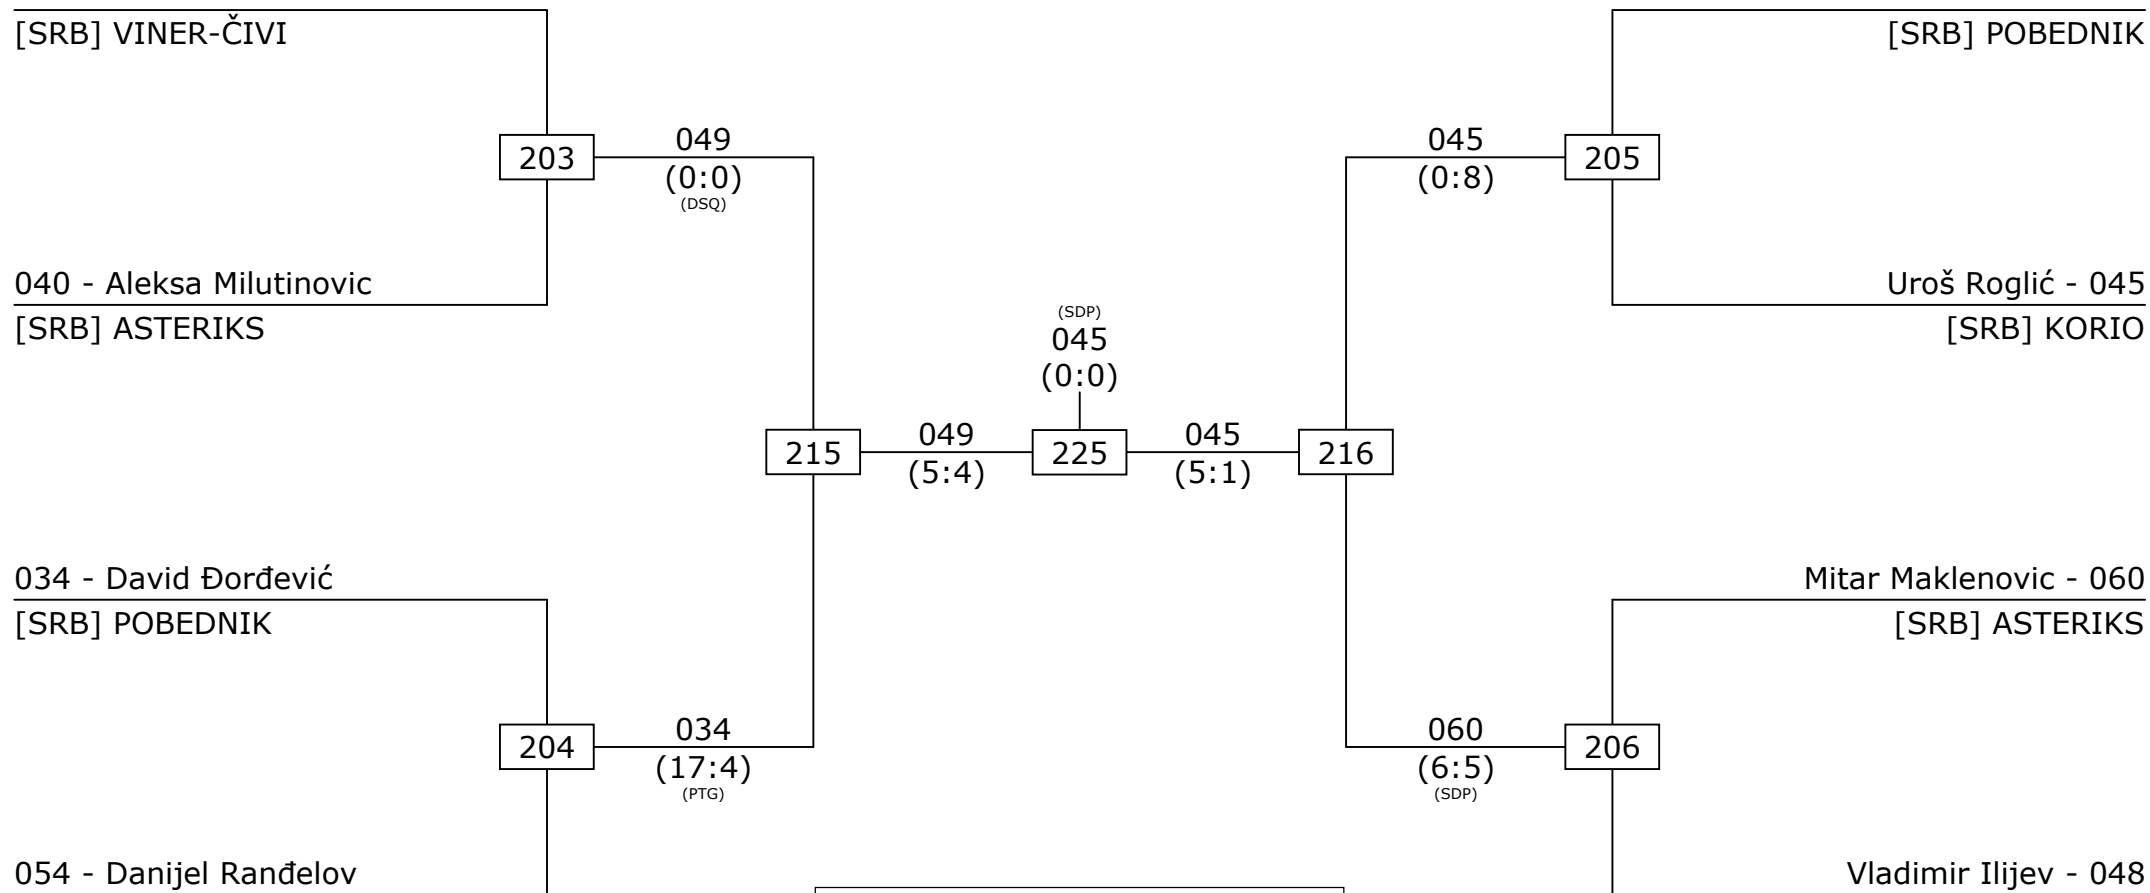 [SRB] VINER-ČIVI
[SRB] POBEDNIK
203
049
(0:0)
(DSQ)
045
(0:8)
205
040 - Aleksa Milutinovic
[SRB] ASTERIKS
Uroš Roglić - 045
[SRB] KORIO
(SDP)
045
(0:0)
215
049
(5:4)
225
045
(5:1)
216
034 - David Đorđević
[SRB] POBEDNIK
Mitar Maklenovic - 060
[SRB] ASTERIKS
204
034
(17:4)
(PTG)
060
(6:5)
(SDP)
206
054 - Danijel Ranđelov
Vladimir Ilijev - 048